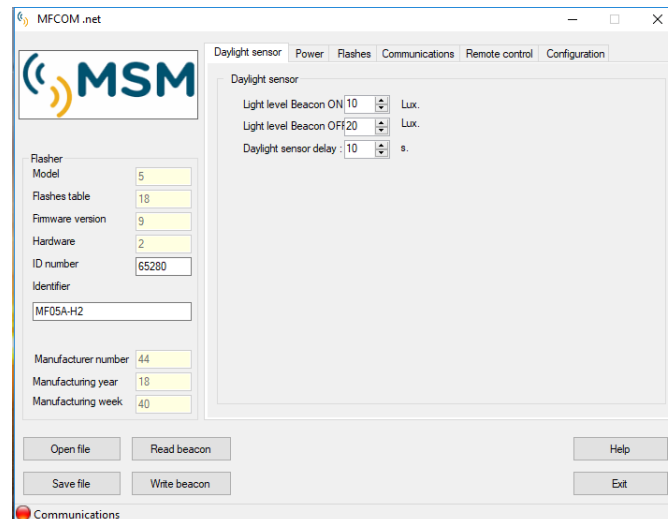 MFCOM .net
MSM
Daylight sensor Power Flashes Communications Remote control Configuration
Daylight sensor
Light level Beacon ON 10 Lux.
Light level Beacon OFF 20 Lux.
Daylight sensor delay : 10 s.
Flasher
Model 5
Flashes table 18
Firmware version 9
Hardware 2
ID number 65280
Identifier
MF05A-H2
Manufacturer number 44
Manufacturing year 18
Manufacturing week 40
Open file Read beacon Help
Save file Write beacon Exit
Communications